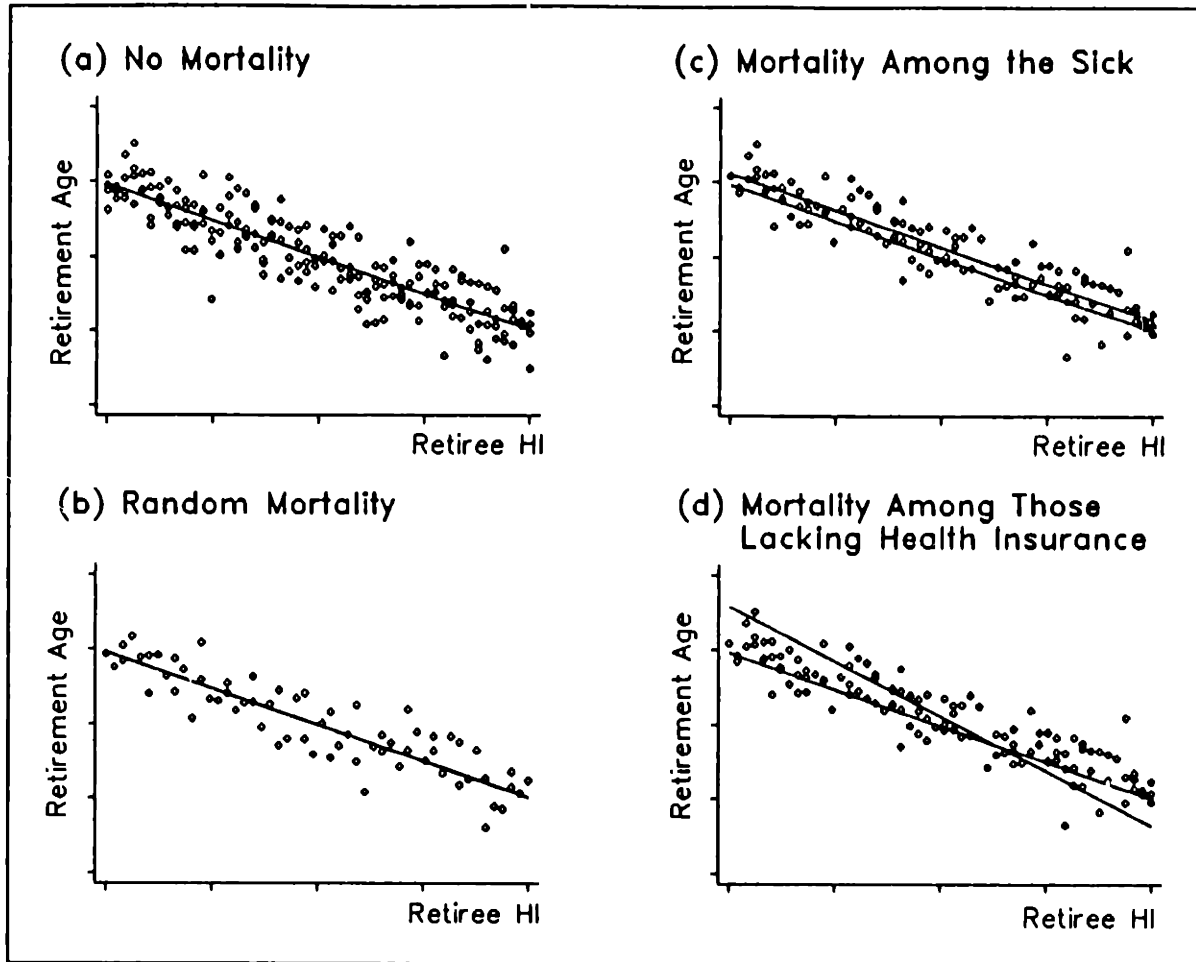 (a) No Mortality
Retirement Age
Retiree HI
(b) Random Mortality
Retirement Age
Retiree HI
(c) Mortality Among the Sick
Retirement Age
Retiree HI
(d) Mortality Among Those
Lacking Health Insurance
Retirement Age
Retiree HI